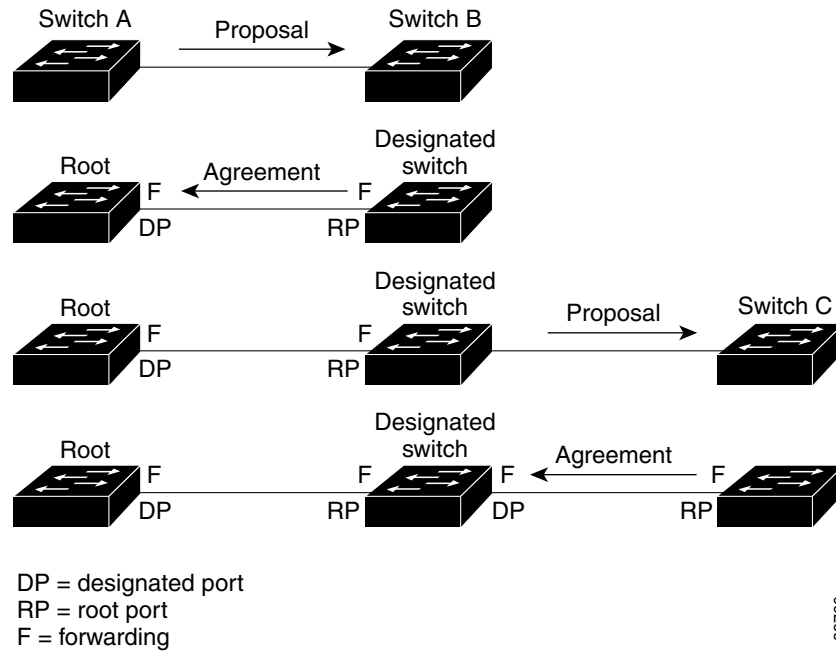 Switch A
Proposal
Switch B
Root
F
Agreement
F
Designated
switch
DP
RP
Root
F
F
Designated
switch
Proposal
Switch C
DP
RP
Root
F
F
Designated
switch
F
Agreement
F
DP
RP
DP
RP
DP = designated port
RP = root port
F = forwarding